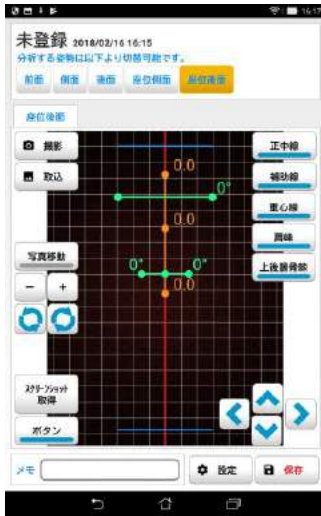 16:17
未登録 2018/02/16 16:15
分析する姿勢は以下より切替可能です。
前面 側面 後面 座位側面 座位後面
座位後面
撮影
取込
写真移動
- +
スクリーンショット
取得
ボタン
正中線
補助線
重心線
肩峰
上後腸骨棘
0.0
0°
0.0
0° 0°
0.0
メモ
設定
保存